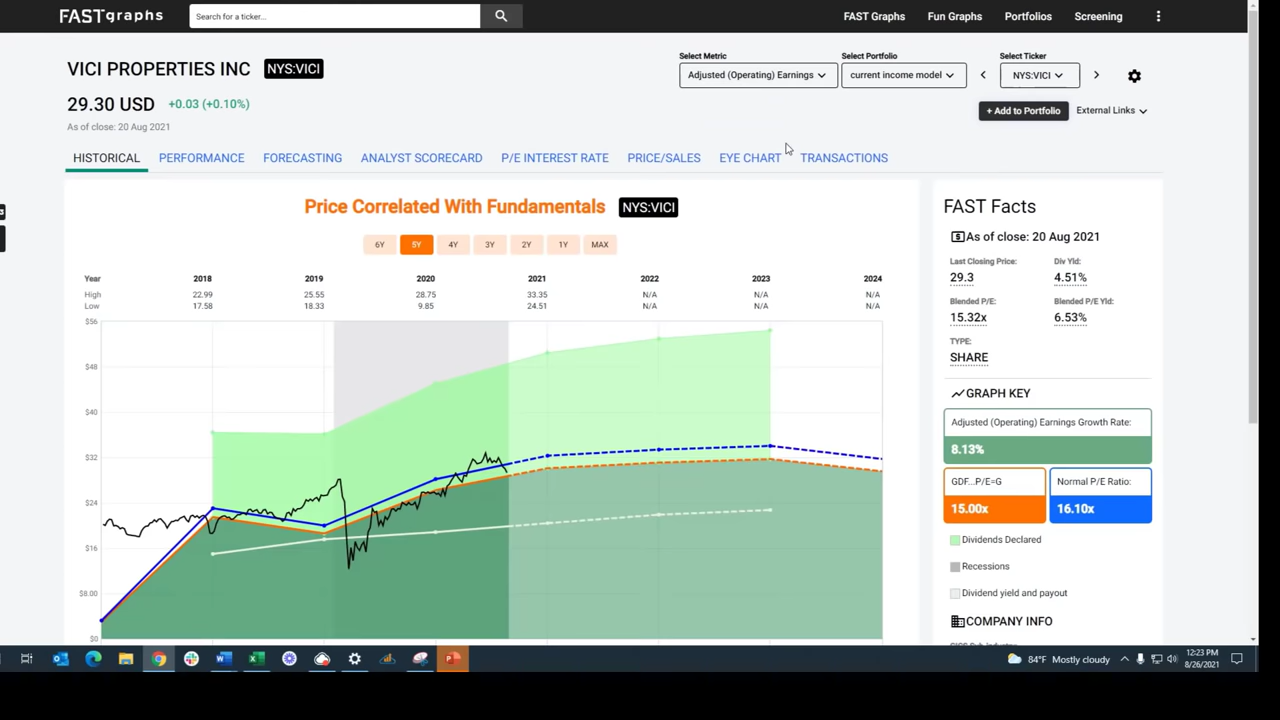 FASTgraphs
Search for a ticker...
FAST Graphs Fun Graphs Portfolios Screening
VICI PROPERTIES INC NYS:VICI
29.30 USD +0.03 (+0.10%)
As of close: 20 Aug 2021
Select Metric Select Portfolio Select Ticker
Adjusted (Operating) Earnings current income model NYS:VICI
+ Add to Portfolio External Links
HISTORICAL PERFORMANCE FORECASTING ANALYST SCORECARD P/E INTEREST RATE PRICE/SALES EYE CHART TRANSACTIONS
Price Correlated With Fundamentals NYS:VICI
6Y 5Y 4Y 3Y 2Y 1Y MAX
Year 2018 2019 2020 2021 2022 2023 2024
High 22.99 25.55 28.75 33.35 N/A N/A N/A
Low 17.58 18.33 9.85 24.51 N/A N/A N/A
$56
$48
$40
$32
$24
$16
$8.00
$0
FAST Facts
As of close: 20 Aug 2021
Last Closing Price: Div Yld:
29.3 4.51%
Blended P/E: Blended P/E Yld:
15.32x 6.53%
TYPE:
SHARE
GRAPH KEY
Adjusted (Operating) Earnings Growth Rate:
8.13%
GDF...P/E=G Normal P/E Ratio:
15.00x 16.10x
Dividends Declared
Recessions
Dividend yield and payout
COMPANY INFO
84°F Mostly cloudy
12:23 PM
8/26/2021